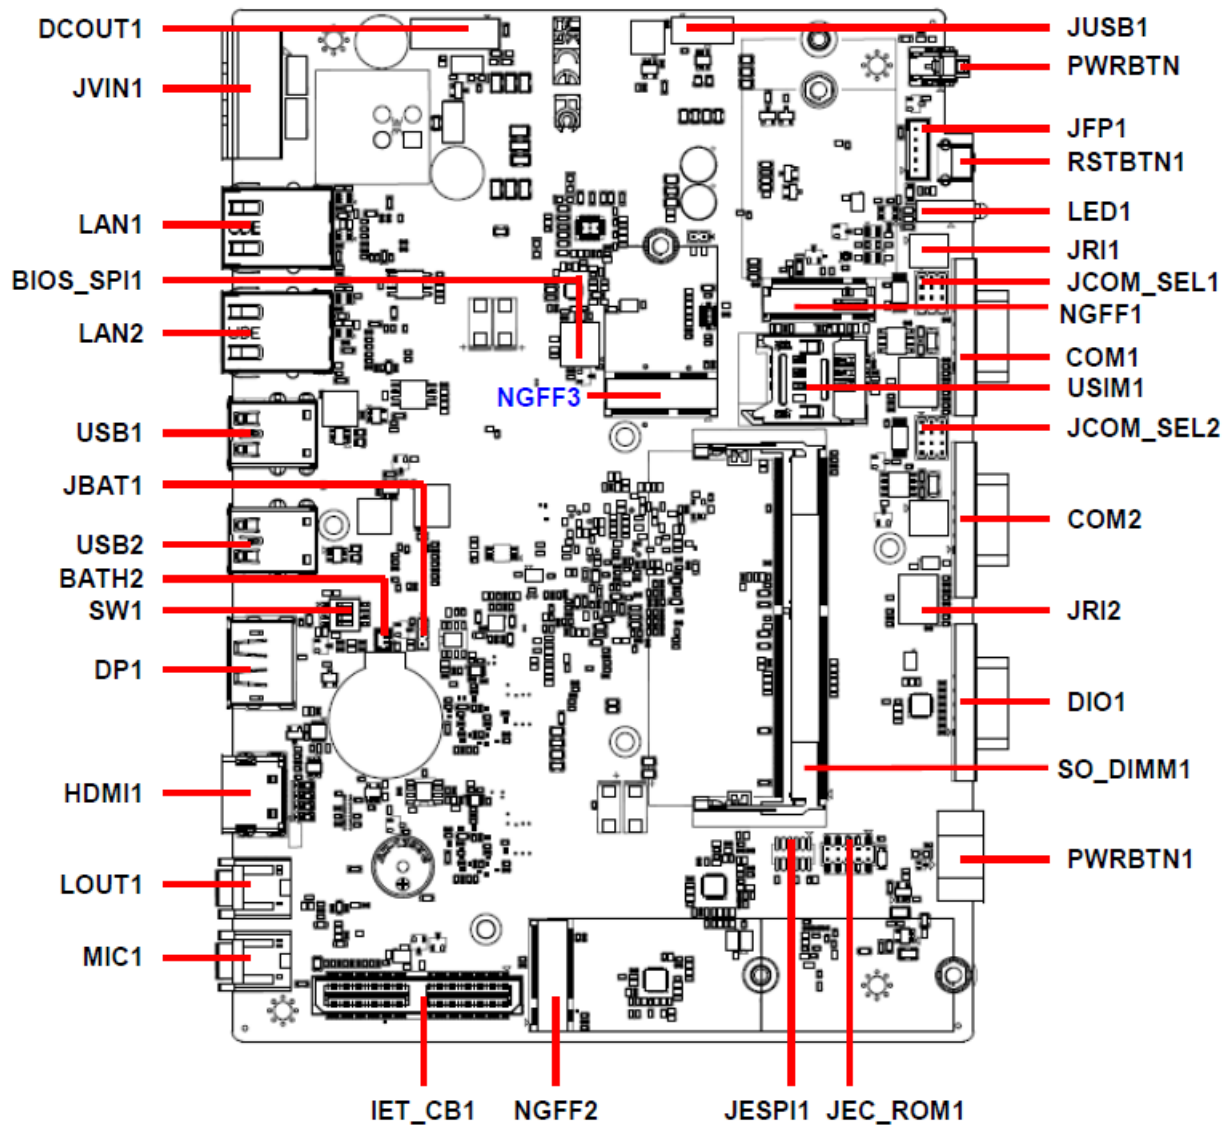 DCOUT1
JUSB1
PWRBTN
JVIN1
JFP1
RSTBTN1
LAN1
LED1
JRI1
BIOS_SPI1
JCOM_SEL1
NGFF1
LAN2
COM1
USIM1
NGFF3
USB1
JCOM_SEL2
JBAT1
COM2
USB2
BATH2
SW1
JRI2
DP1
DIO1
HDMI1
SO_DIMM1
PWRBTN1
LOUT1
MIC1
IET_CB1
NGFF2
JESPI1
JEC_ROM1